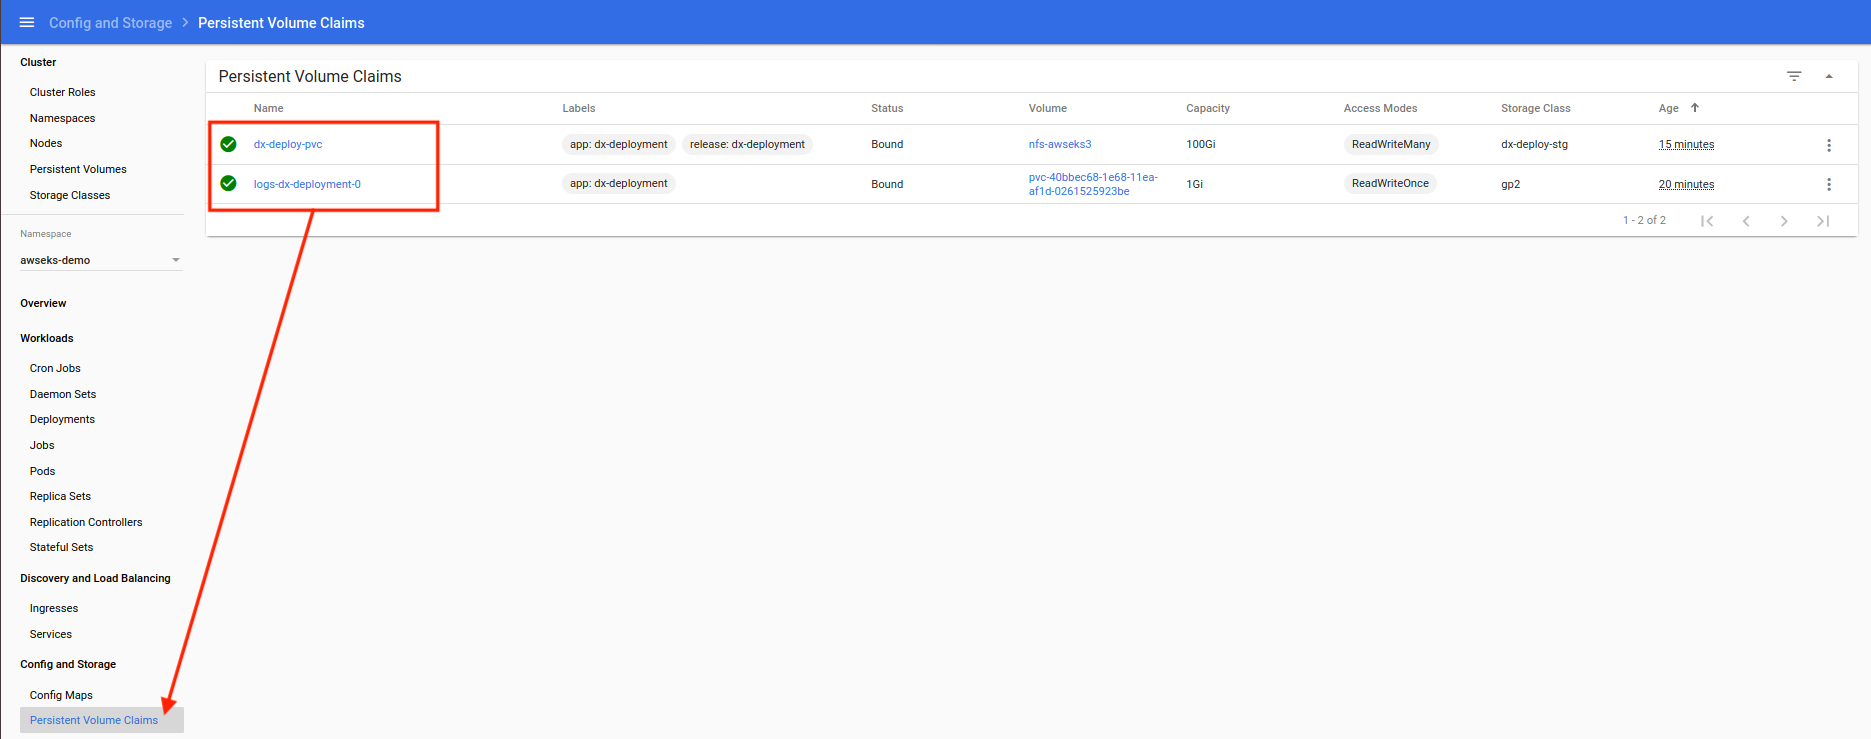 Config and Storage > Persistent Volume Claims
Cluster
Cluster Roles
Namespaces
Nodes
Persistent Volumes
Storage Classes
Namespace
awseks-demo
Overview
Workloads
Cron Jobs
Daemon Sets
Deployments
Jobs
Pods
Replica Sets
Replication Controllers
Stateful Sets
Discovery and Load Balancing
Ingresses
Services
Config and Storage
Config Maps
Persistent Volume Claims
Persistent Volume Claims
Name Labels Status Volume Capacity Access Modes Storage Class Age
dx-deploy-pvc app: dx-deployment release: dx-deployment Bound nfs-awseks3 100Gi ReadWriteMany dx-deploy-stg 15 minutes
logs-dx-deployment-0 app: dx-deployment Bound pvc-40bbec68-1e68-11ea- 1Gi ReadWriteOnce gp2 20 minutes
af1d-0261525923be
1 - 2 of 2